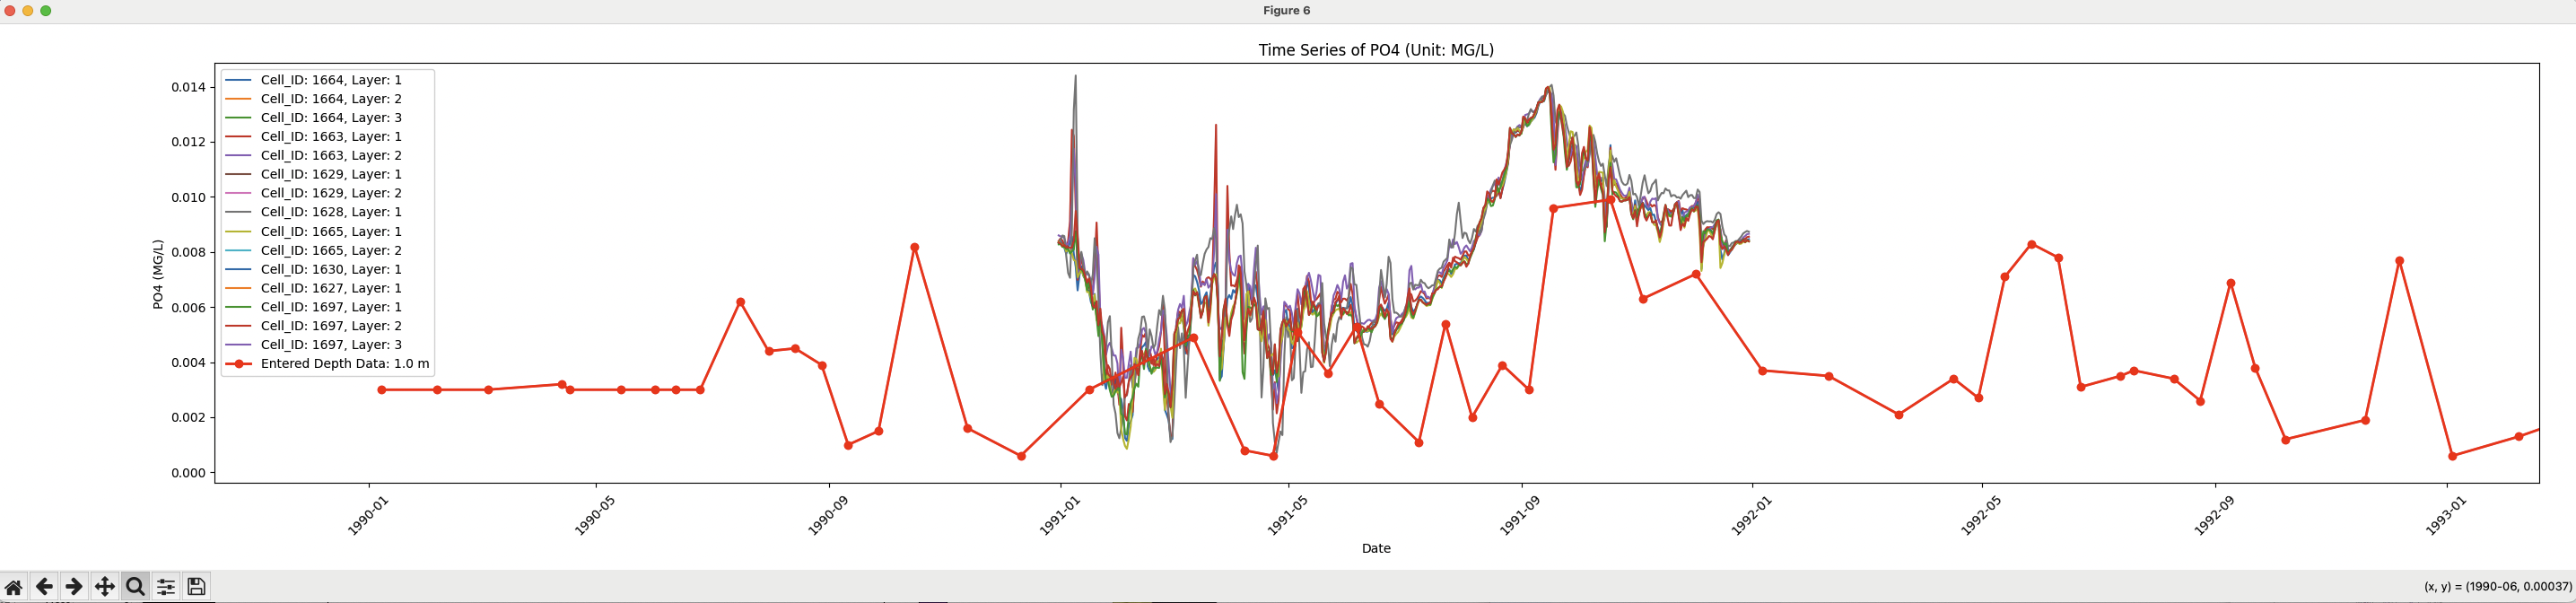 Figure 6
Time Series of PO4 (Unit: MG/L)
Cell_ID: 1664, Layer: 1
Cell_ID: 1664, Layer: 2
Cell_ID: 1664, Layer: 3
Cell_ID: 1663, Layer: 1
Cell_ID: 1663, Layer: 2
Cell_ID: 1629, Layer: 1
Cell_ID: 1629, Layer: 2
Cell_ID: 1628, Layer: 1
Cell_ID: 1665, Layer: 1
Cell_ID: 1665, Layer: 2
Cell_ID: 1630, Layer: 1
Cell_ID: 1627, Layer: 1
Cell_ID: 1697, Layer: 1
Cell_ID: 1697, Layer: 2
Cell_ID: 1697, Layer: 3
Entered Depth Data: 1.0 m
PO4 (MG/L)
0.014
0.012
0.010
0.008
0.006
0.004
0.002
0.000
1990-01
1990-05
1990-09
1991-01
1991-05
1991-09
1992-01
1992-05
1992-09
1993-01
Date
(x, y) = (1990-06, 0.00037)